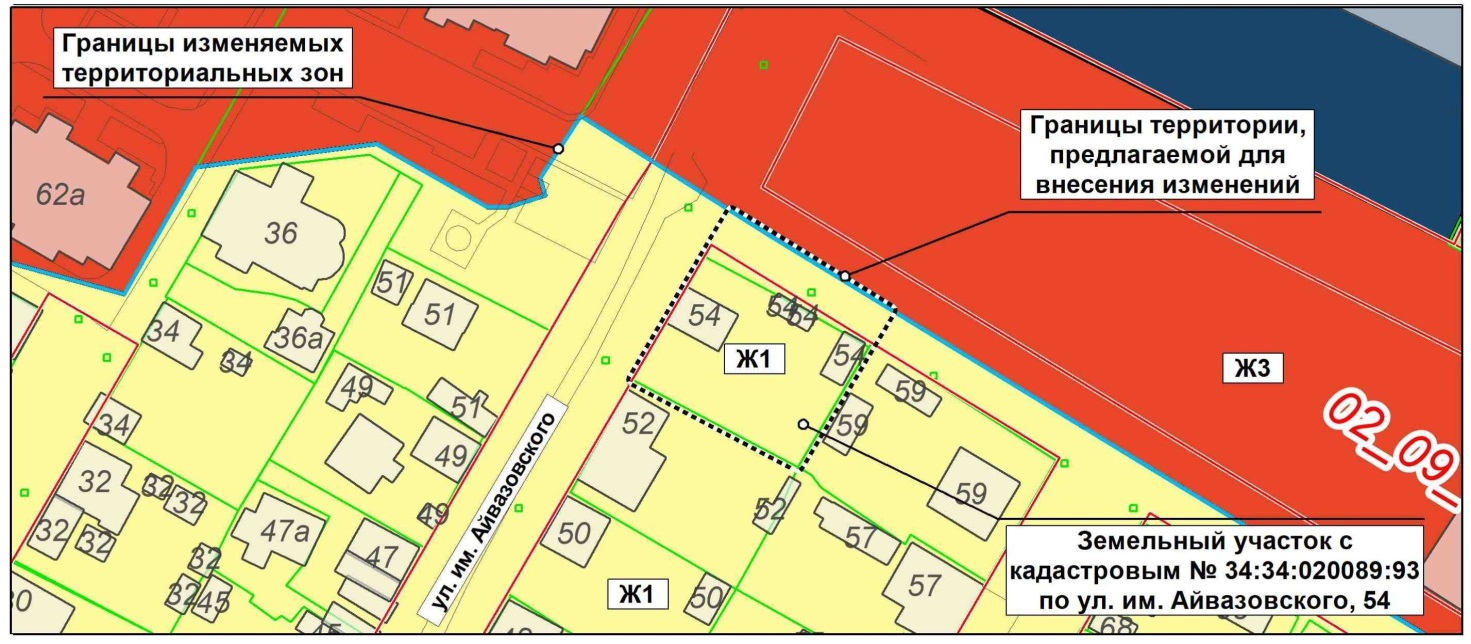 Границы изменяемых
территориальных зон
Границы территории,
предлагаемой для
внесения изменений
62а
36
51
51
54
54
54
Ж1
54
Ж3
34
34
36а
49
51
59
59
02_09_
34
52
49
59
32
32
32
49
52
ул. им. Айвазовского
32
32
47а
47
50
57
Земельный участок с
кадастровым № 34:34:020089:93
по ул. им. Айвазовского, 54
32
32
45
Ж1
50
57
68